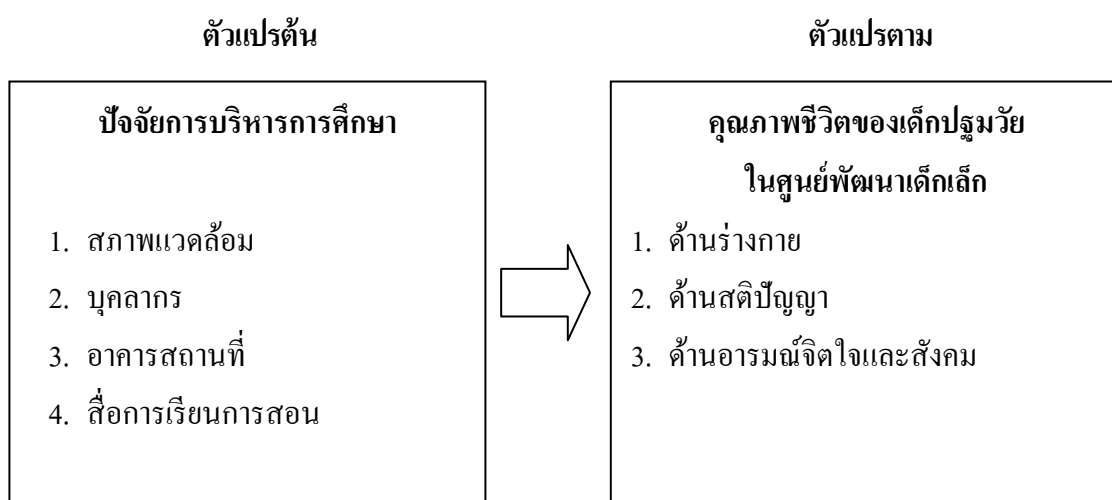 ตัวแปรต้น
ตัวแปรตาม
ปัจจัยการบริหารการศึกษา
1. สภาพแวดล้อม
2. บุคลากร
3. อาคารสถานที่
4. สื่อการเรียนการสอน
คุณภาพชีวิตของเด็กปฐมวัย
ในศูนย์พัฒนาเด็กเล็ก
1. ด้านร่างกาย
2. ด้านสติปัญญา
3. ด้านอารมณ์จิตใจและสังคม